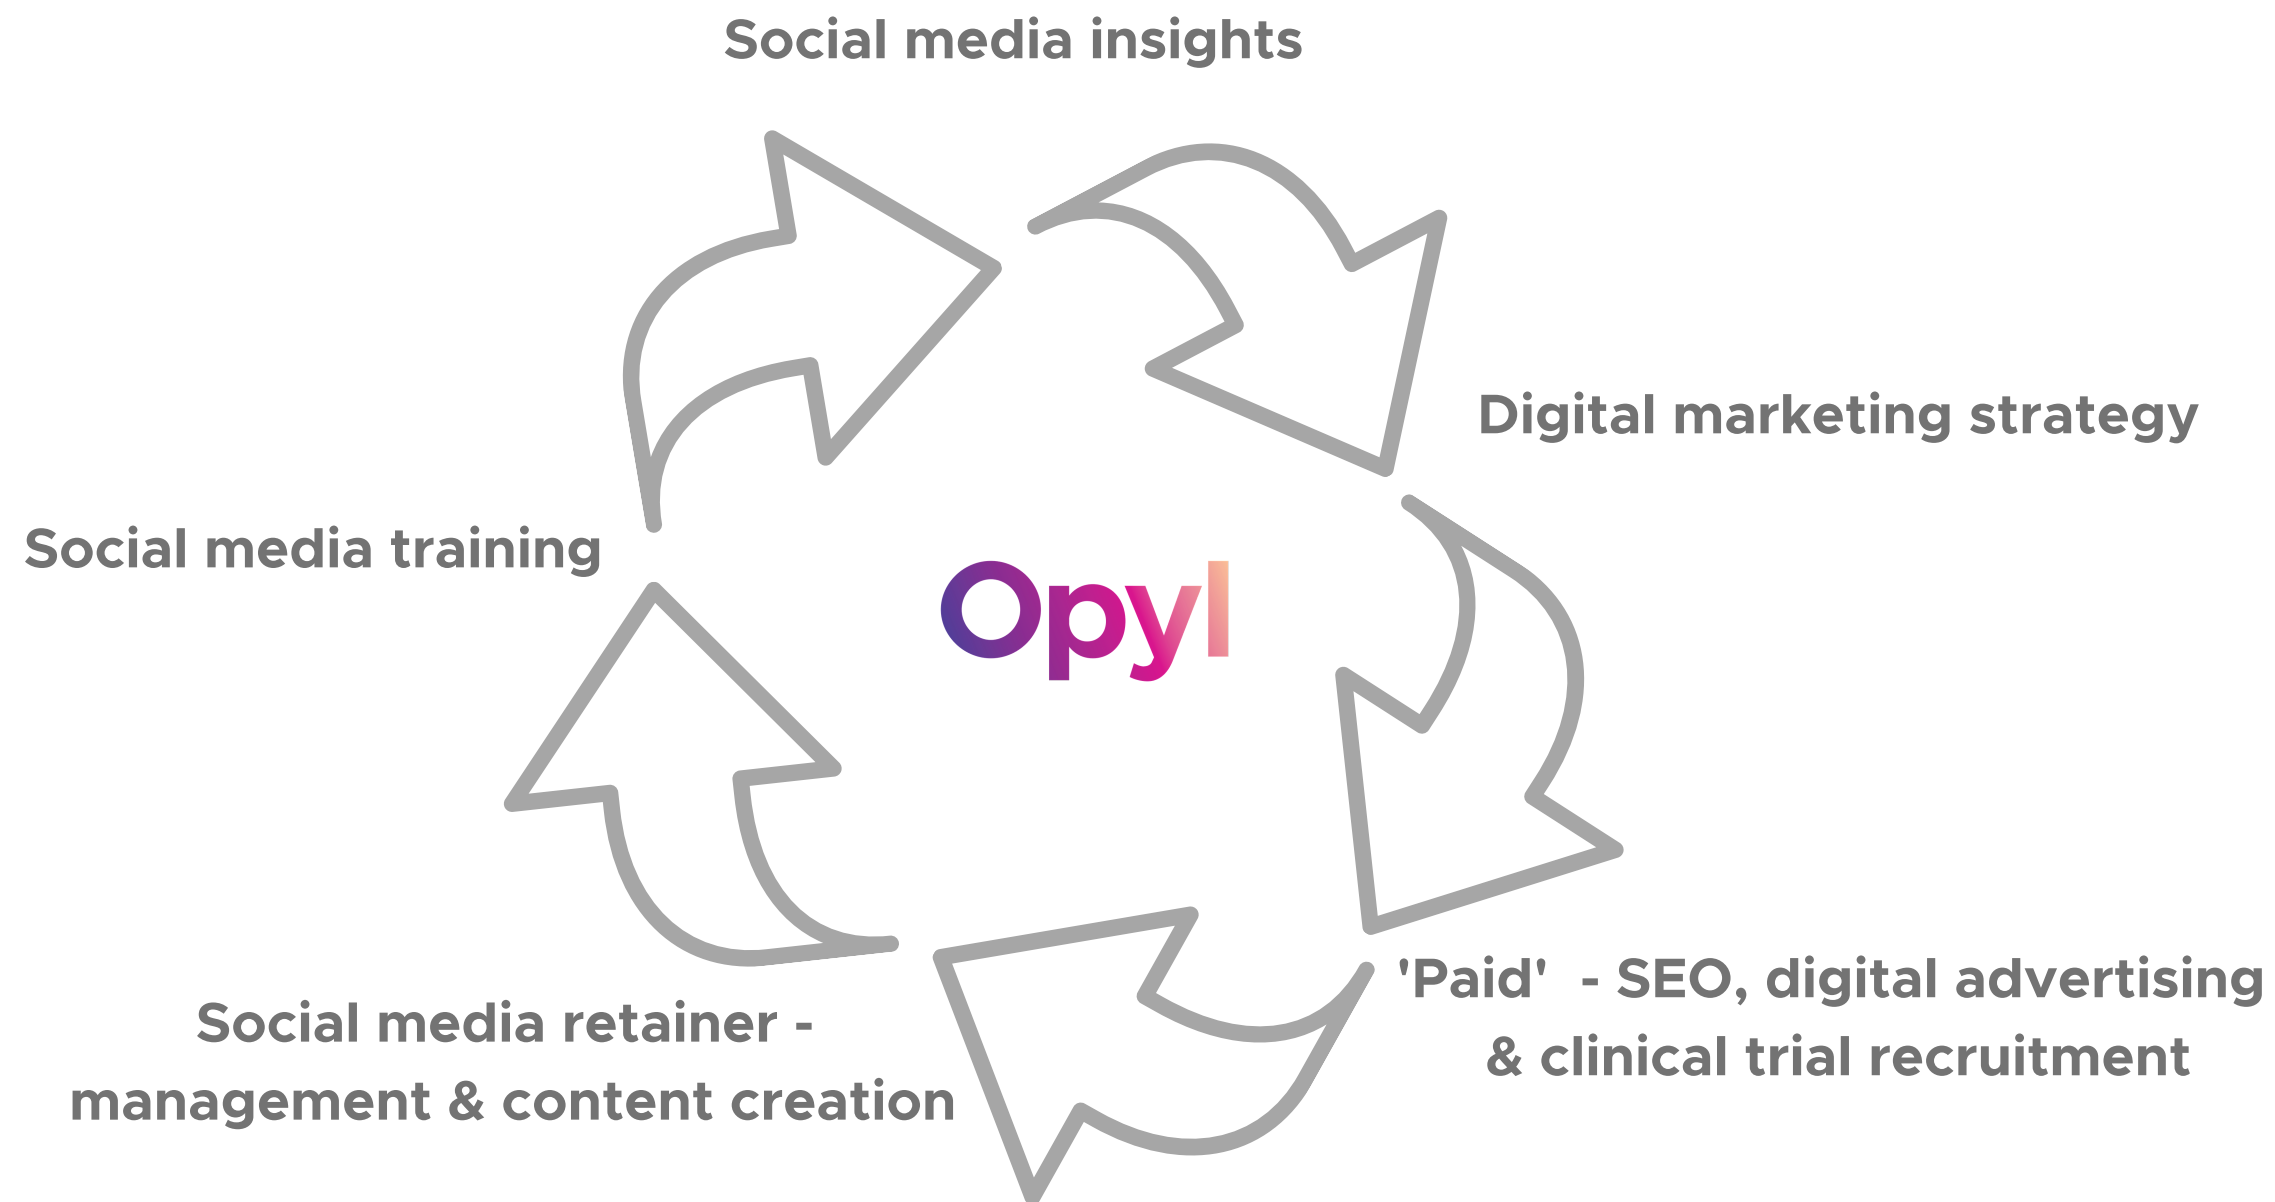 Social media insights
Digital marketing strategy
Social media training
Opyl
'Paid'  - SEO, digital advertising
& clinical trial recruitment
Social media retainer -
management & content creation